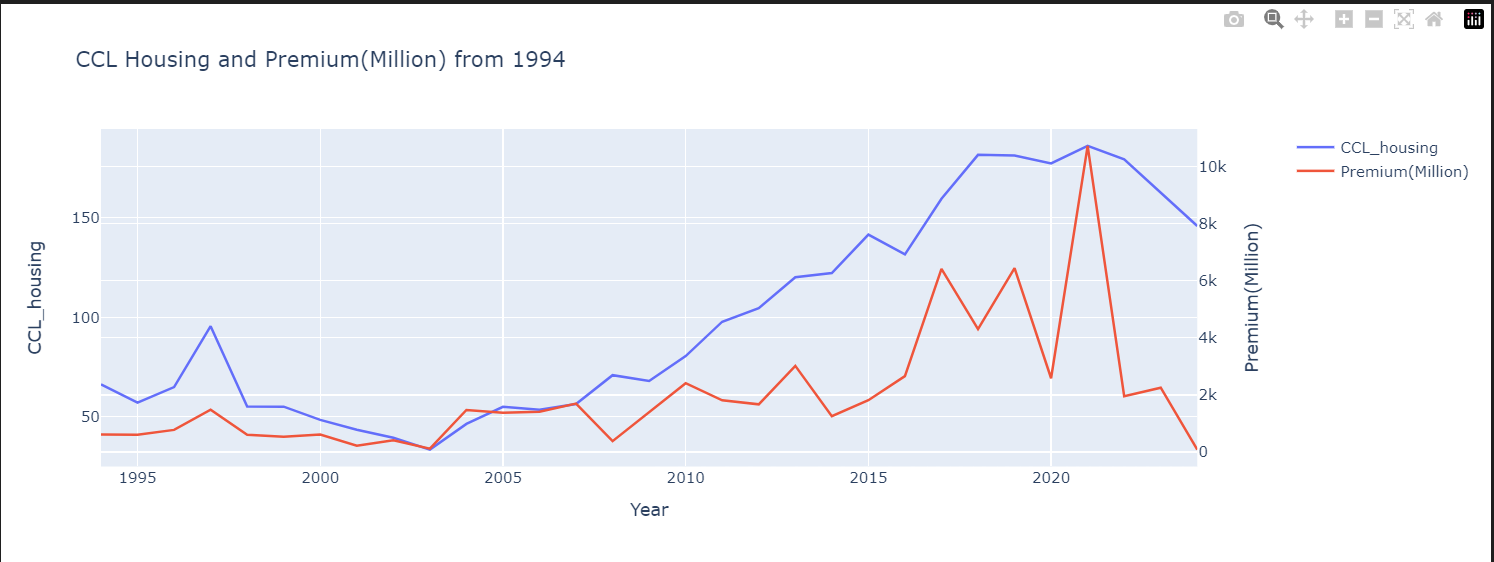 CCL Housing and Premium(Million) from 1994
CCL_housing
Premium(Million)
10k
150
8k
6k
100
4k
2k
50
0
CCL_housing
Premium(Million)
1995
2000
2005
2010
2015
2020
Year